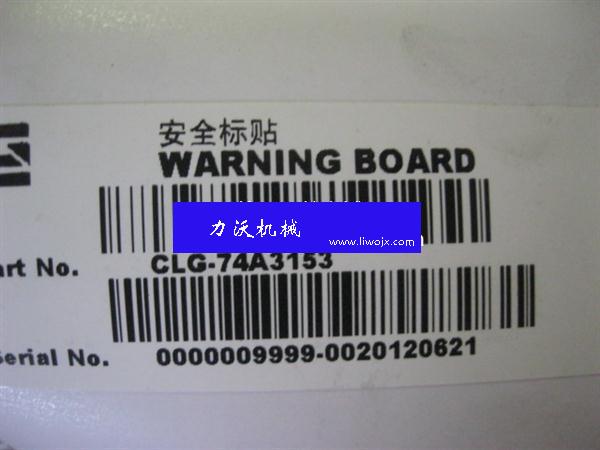 安全标贴
WARNING BOARD
力沃机械
www.liwojx.com
art No. CLG-74A3153
Serial No. 0000009999-0020120621